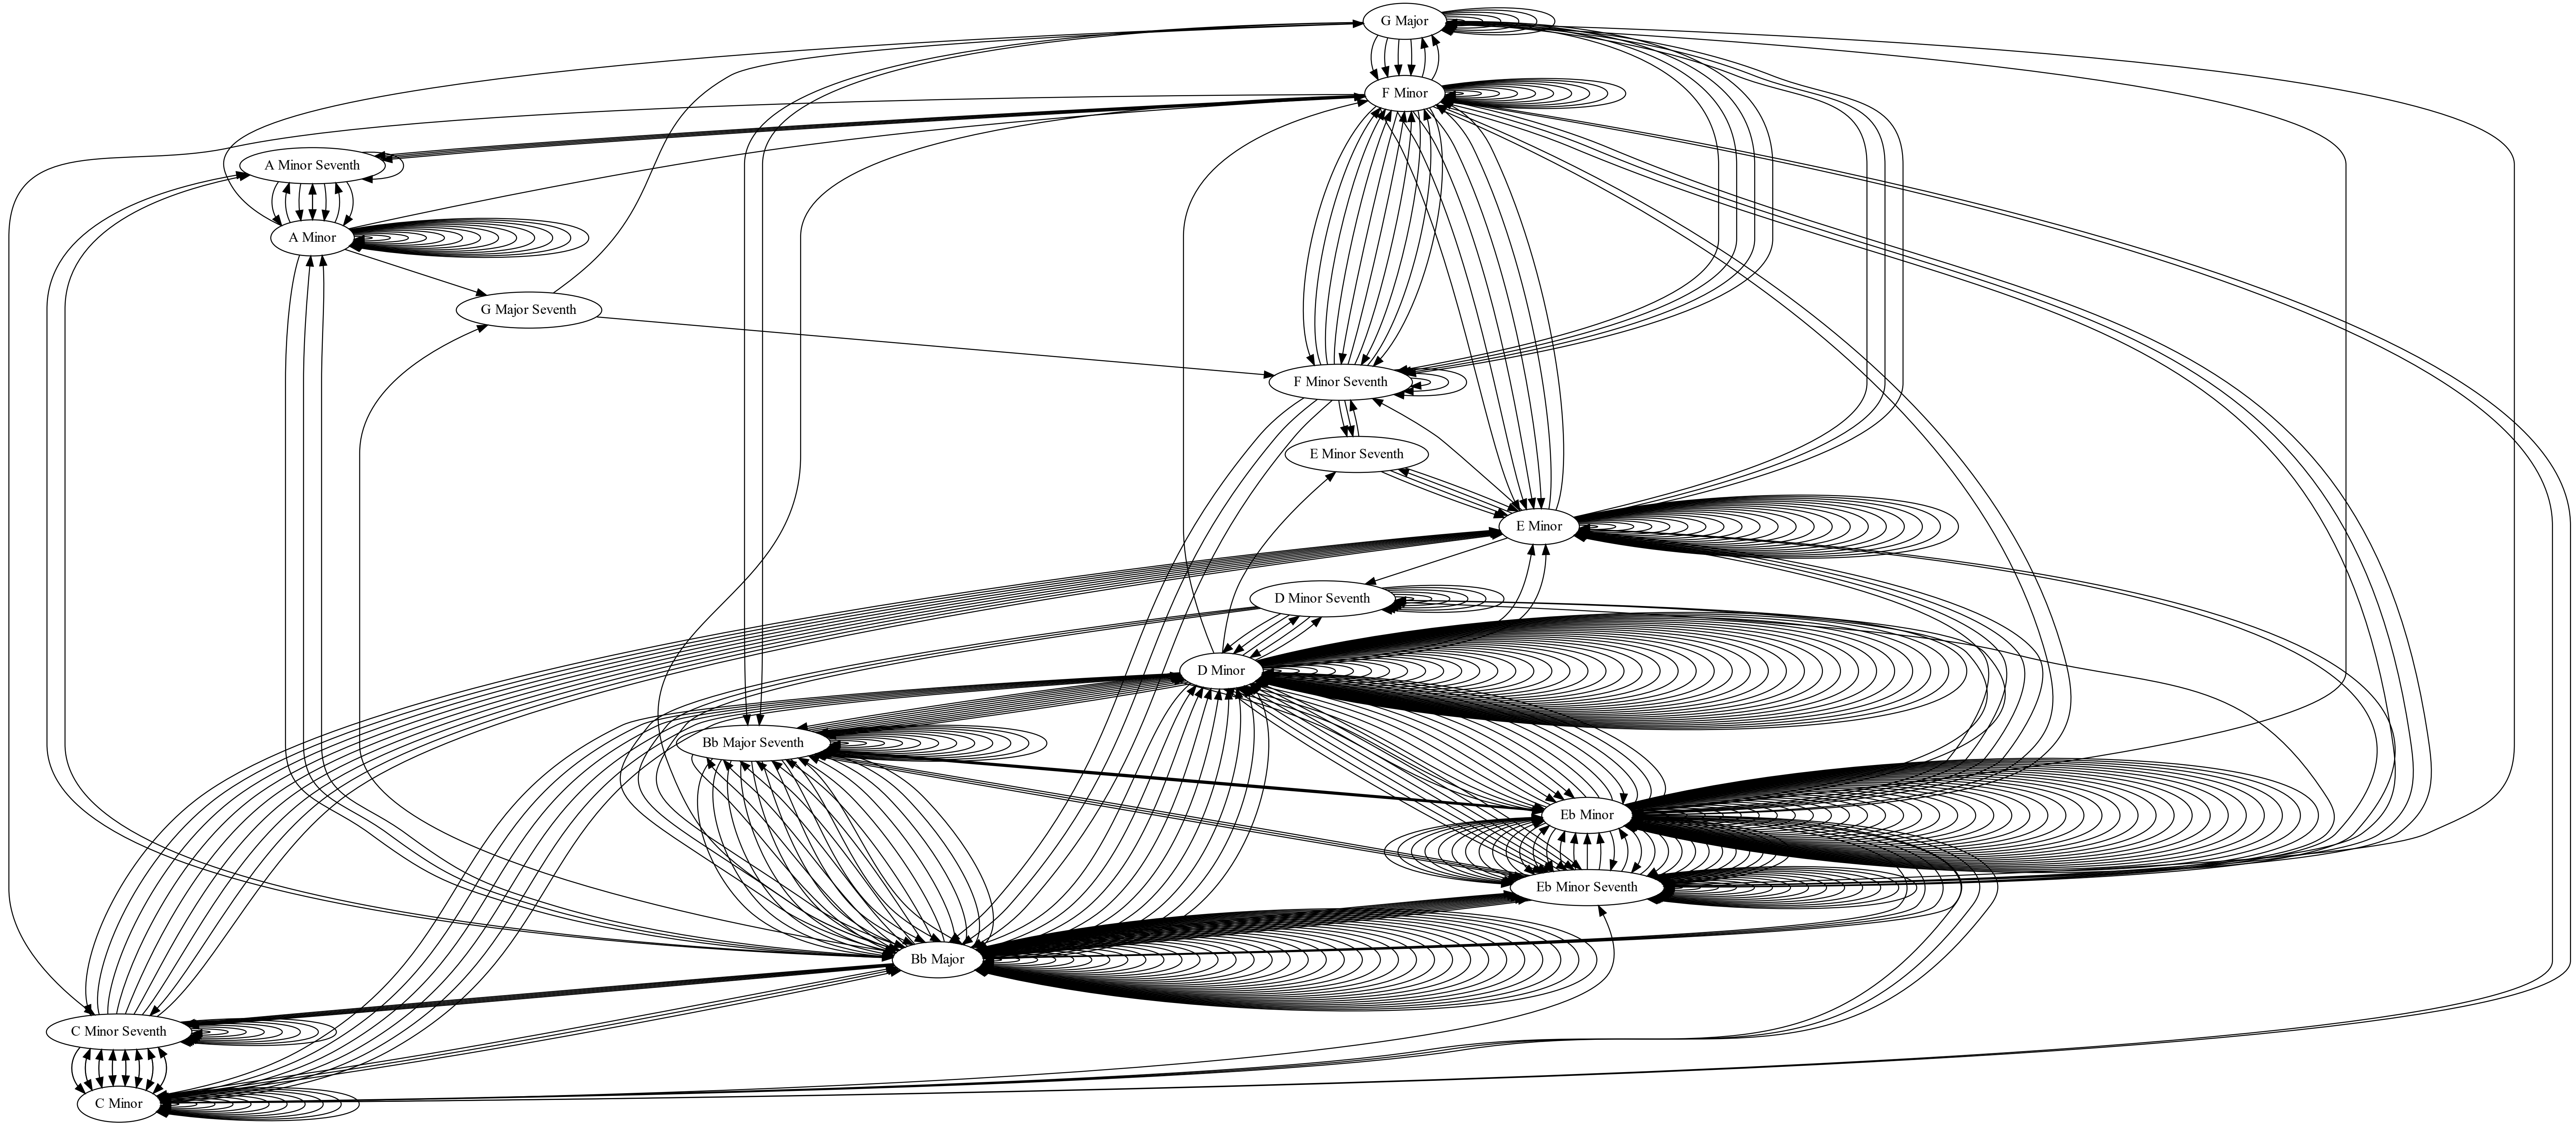 G Major
F Minor
A Minor Seventh
A Minor
G Major Seventh
F Minor Seventh
E Minor Seventh
E Minor
D Minor Seventh
D Minor
Bb Major Seventh
Eb Minor
Eb Minor Seventh
Bb Major
C Minor Seventh
C Minor